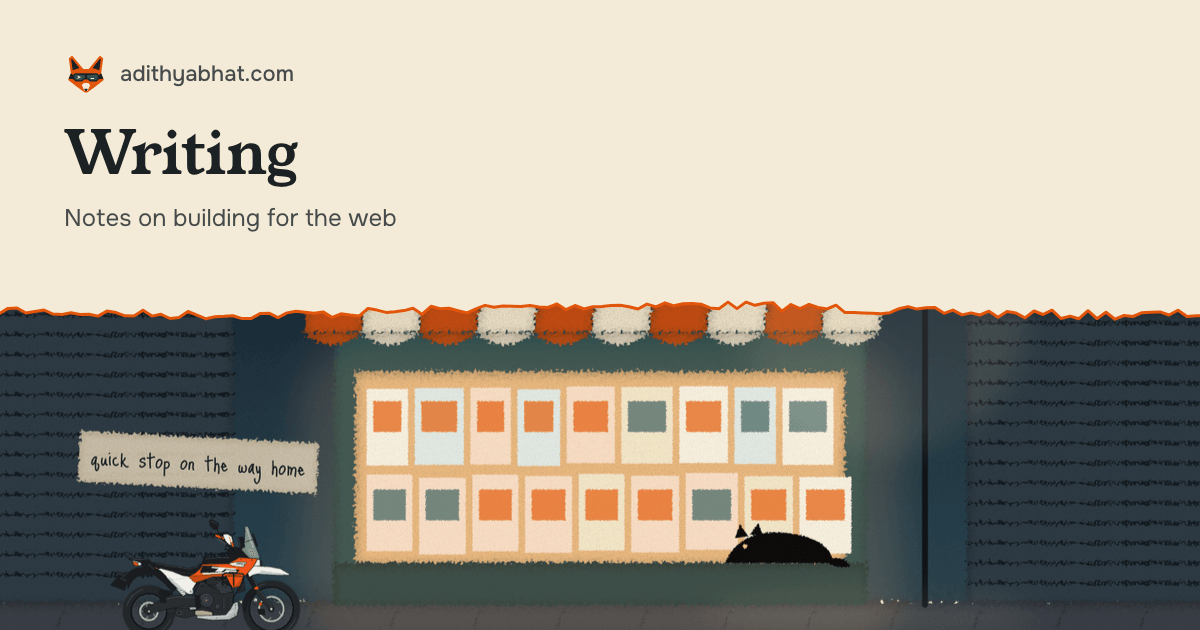 adithyabhat.com
Writing
Notes on building for the web
quick stop on the way home